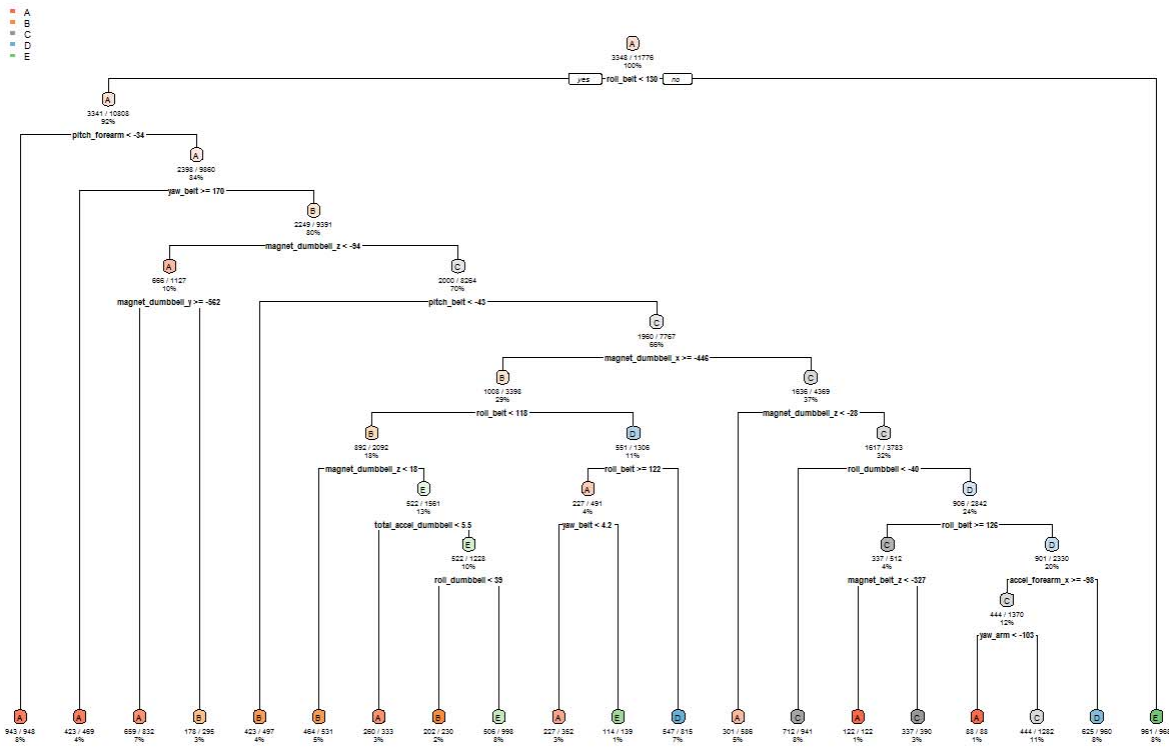 A
B
C
D
E
A
3348 / 11776
100%
yes roll_belt < 130 no
A
3341 / 10808
92%
pitch_forearm < -34
A
2398 / 9860
84%
yaw_belt >= 170
B
2249 / 9391
80%
magnet_dumbbell_z < -94
A
666 / 1127
10%
C
2000 / 8264
70%
magnet_dumbbell_y >= -562
pitch_belt < -43
C
1960 / 7767
66%
magnet_dumbbell_x >= -446
B
1008 / 3398
29%
C
1636 / 4369
37%
roll_belt < 118
magnet_dumbbell_z < -28
B
892 / 2092
18%
D
551 / 1306
11%
C
1617 / 3783
32%
magnet_dumbbell_z < 18
roll_belt >= 122
roll_dumbbell < -40
E
522 / 1561
13%
A
227 / 491
4%
D
906 / 2842
24%
total_accel_dumbbell < 5.5
yaw_belt < 4.2
roll_belt >= 126
E
522 / 1228
10%
C
337 / 512
4%
D
901 / 2330
20%
roll_dumbbell < 39
magnet_belt_z < -327
accel_forearm_x >= -98
C
444 / 1370
12%
yaw_arm < -103
A A A B B B A B E A E D A C A C A C D E
943 / 948 423 / 469 659 / 832 178 / 295 423 / 497 464 / 531 260 / 333 202 / 230 506 / 998 227 / 352 114 / 139 547 / 815 301 / 586 712 / 941 122 / 122 337 / 390 88 / 88 444 / 1282 625 / 960 961 / 968
8% 4% 7% 3% 4% 5% 3% 2% 8% 3% 1% 7% 5% 8% 1% 3% 1% 11% 8% 8%